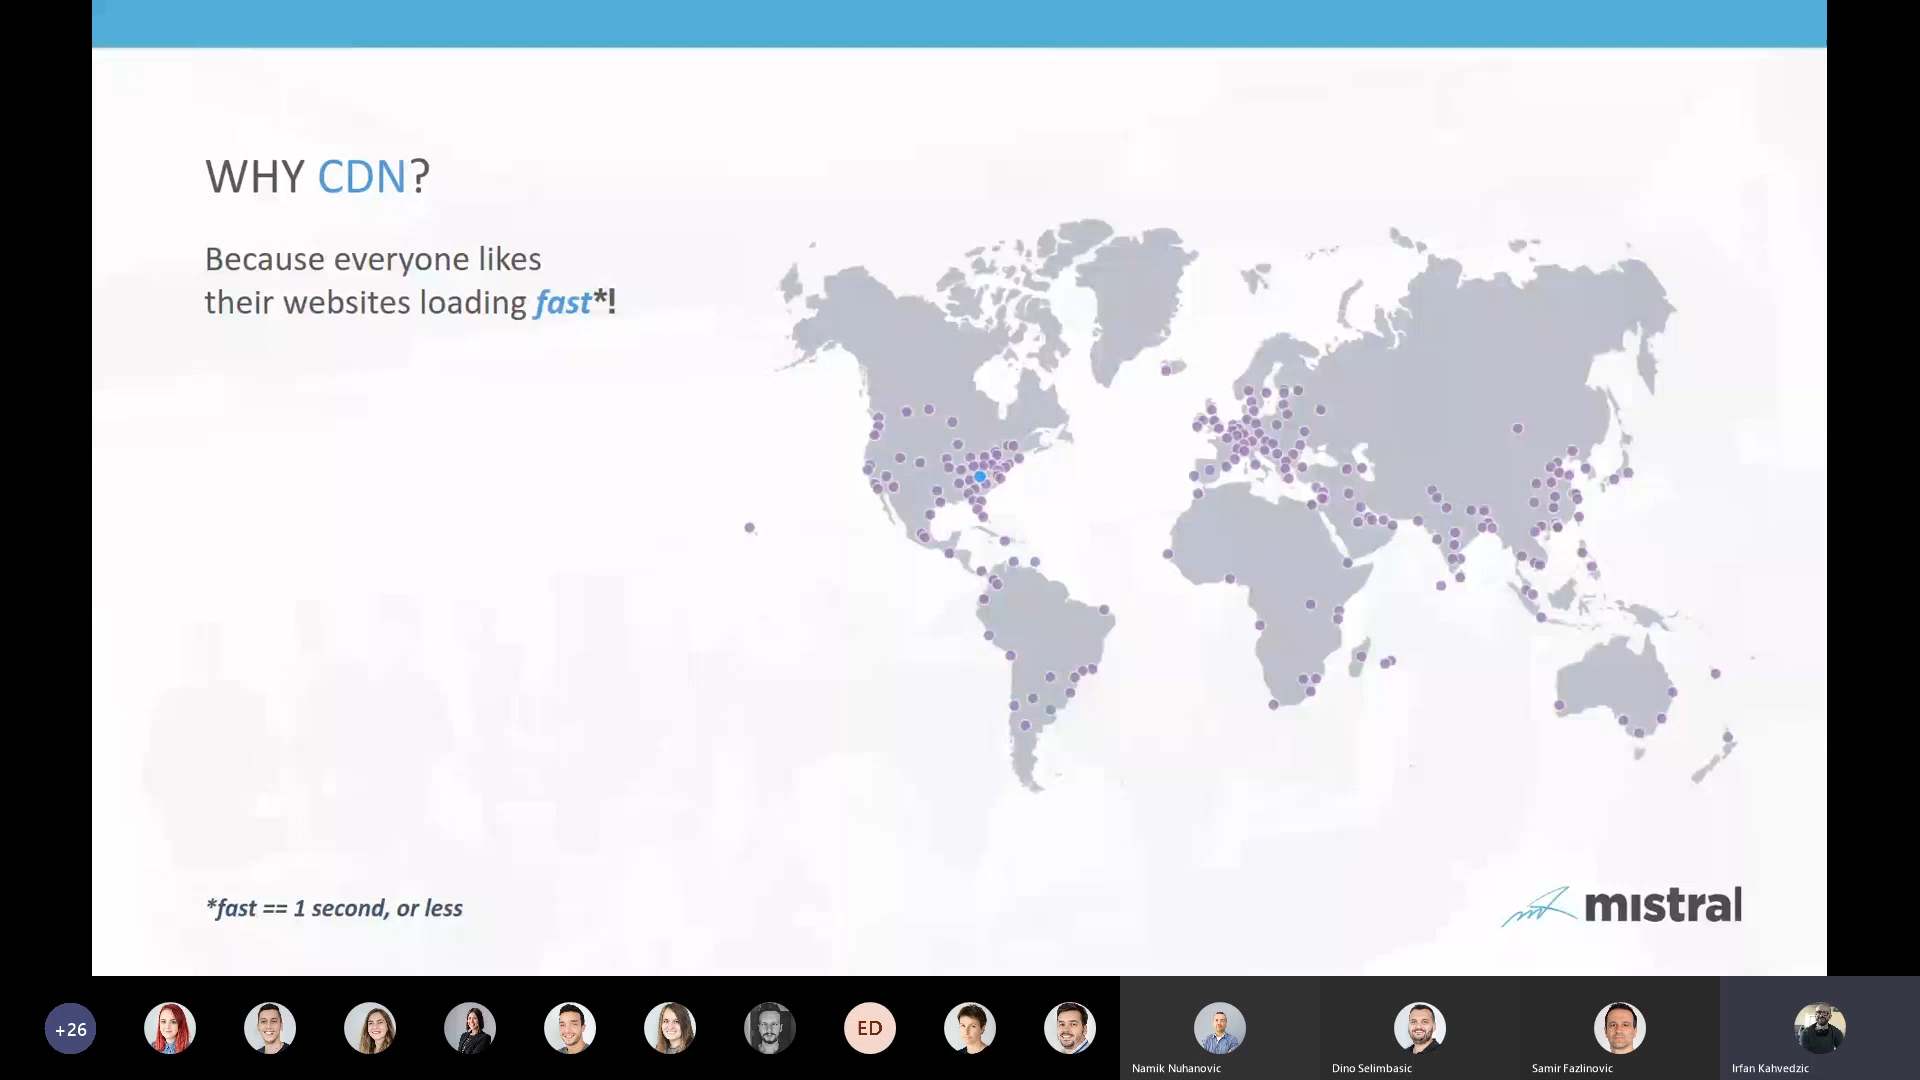 WHY CDN?
Because everyone likes
their websites loading fast*!
*fast == 1 second, or less
mistral
+26
ED
Namik Nuhanovic
Dino Selimbasic
Samir Fazlinovic
Irfan Kahvedzic